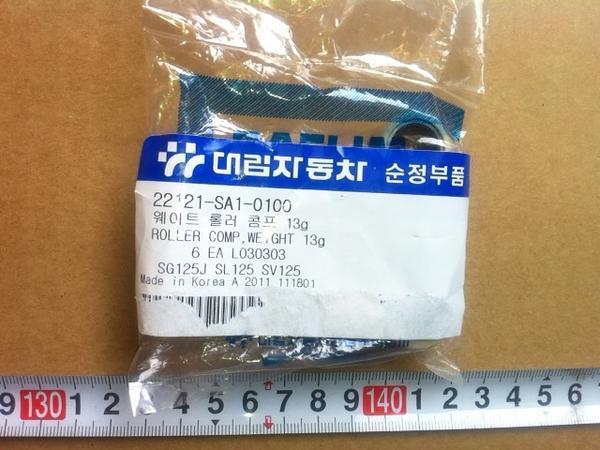 대림자동차 순정부품
22121-SA1-0100
웨이트 롤러 콤프 13g
ROLLER COMP,WEIGHT 13g
6 EA L030303
SG125J SL125 SV125
Made in Korea A 2011 111801
9 130 1 2 3 4 5 6 7 8 9 140 1 2 3 4 5 6